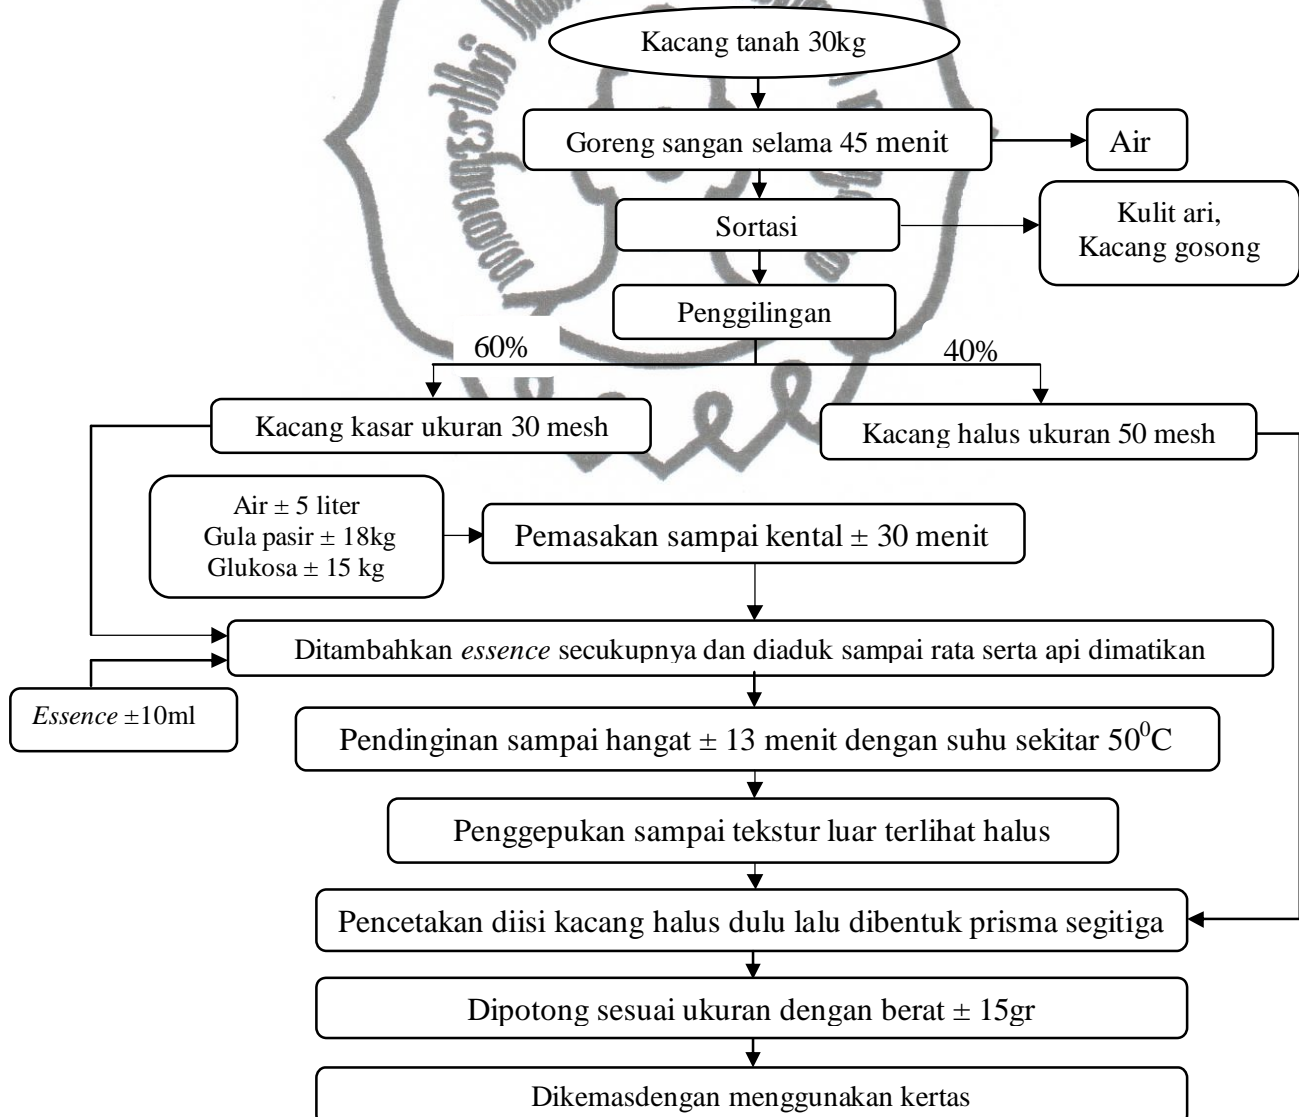 Kacang tanah 30kg
Goreng sangan selama 45 menit
Air
Sortasi
Kulit ari,
Kacang gosong
Penggilingan
60%
40%
Kacang kasar ukuran 30 mesh
Kacang halus ukuran 50 mesh
Air ± 5 liter
Gula pasir ± 18kg
Glukosa ± 15 kg
Pemasakan sampai kental ± 30 menit
Ditambahkan essence secukupnya dan diaduk sampai rata serta api dimatikan
Essence ±10ml
Pendinginan sampai hangat ± 13 menit dengan suhu sekitar 50⁰C
Penggepukan sampai tekstur luar terlihat halus
Pencetakan diisi kacang halus dulu lalu dibentuk prisma segitiga
Dipotong sesuai ukuran dengan berat ± 15gr
Dikemasdengan menggunakan kertas